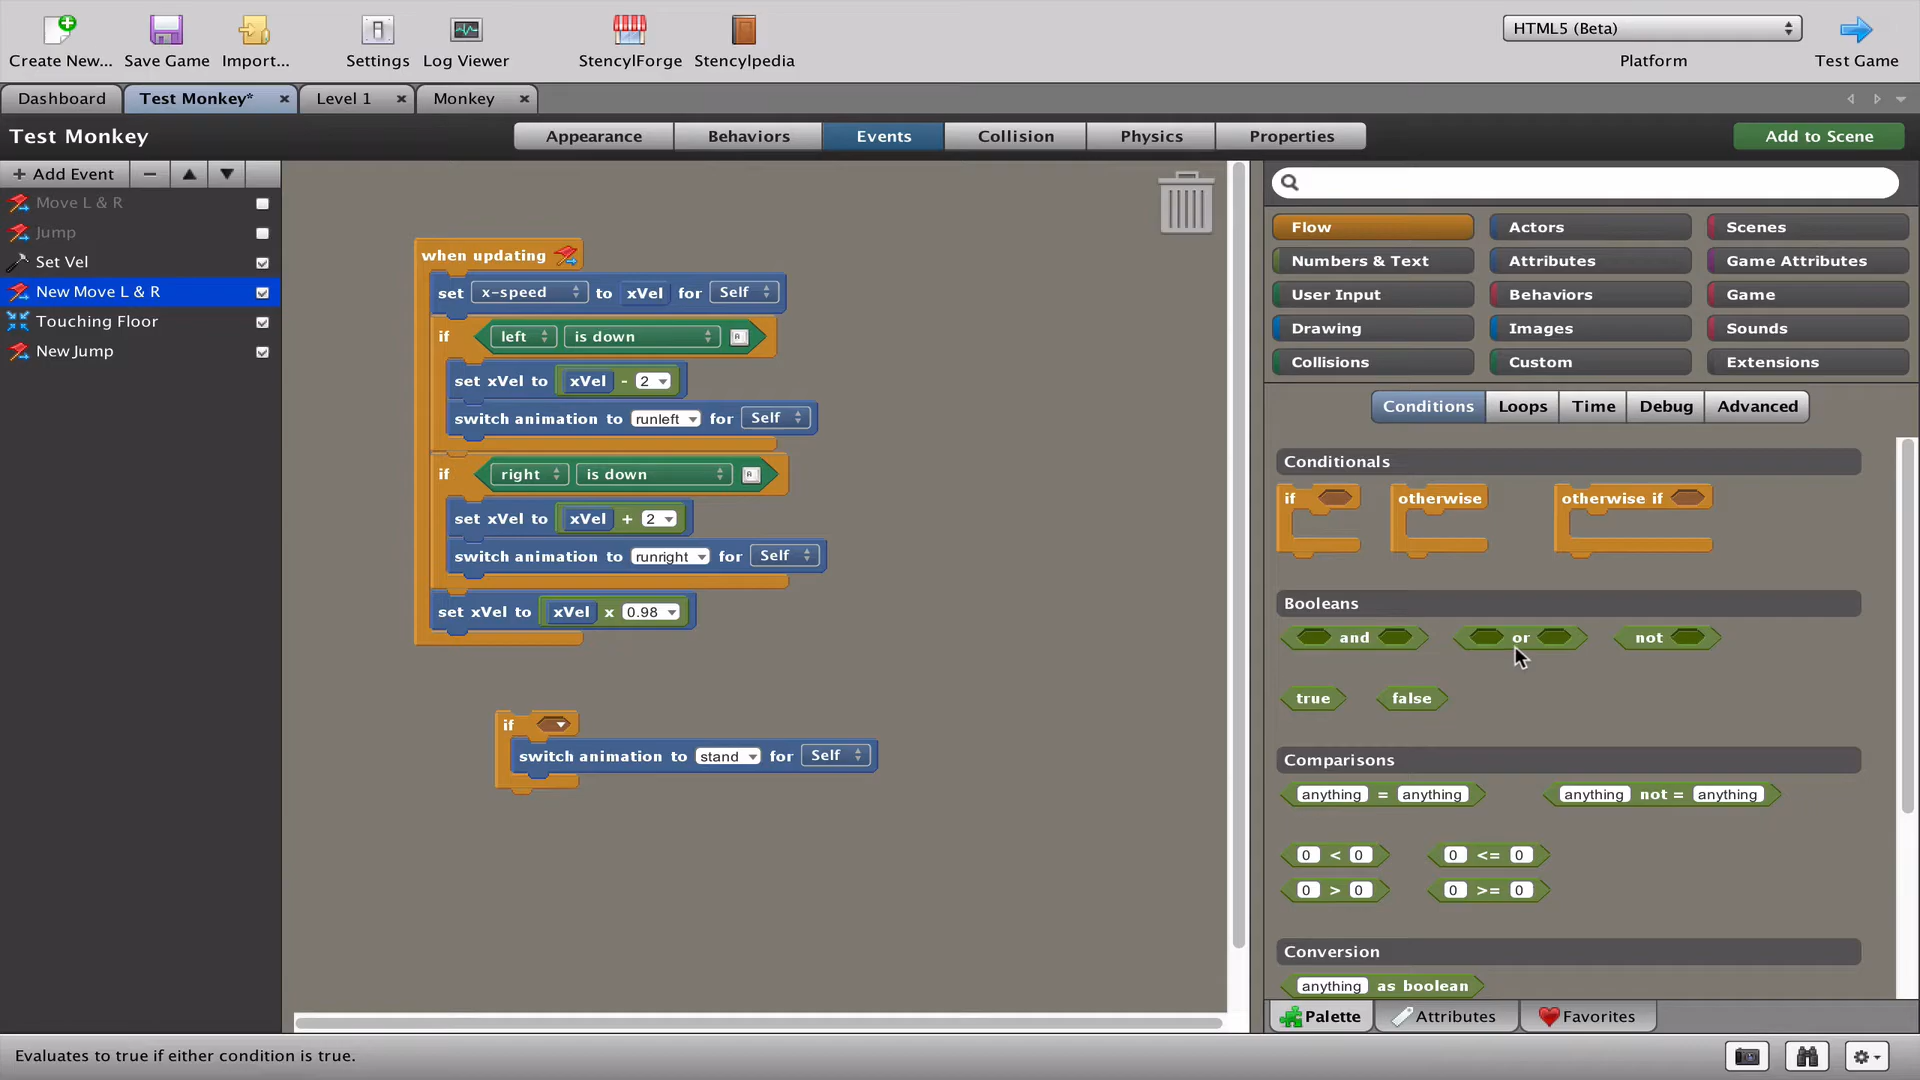 Create New... Save Game Import... Settings Log Viewer StencylForge Stencylpedia
HTML5 (Beta)
Platform Test Game
Dashboard Test Monkey* × Level 1 × Monkey ×
Test Monkey Appearance Behaviors Events Collision Physics Properties Add to Scene
+ Add Event
Move L & R
Jump
Set Vel
New Move L & R
Touching Floor
New Jump
when updating
set x-speed to xVel for Self
if left is down
set xVel to xVel - 2
switch animation to runleft for Self
if right is down
set xVel to xVel + 2
switch animation to runright for Self
set xVel to xVel x 0.98
if
switch animation to stand for Self
Flow Actors Scenes
Numbers & Text Attributes Game Attributes
User Input Behaviors Game
Drawing Images Sounds
Collisions Custom Extensions
Conditions Loops Time Debug Advanced
Conditionals
if otherwise otherwise if
Booleans
and or not
true false
Comparisons
anything = anything anything not = anything
0 < 0 0 <= 0
0 > 0 0 >= 0
Conversion
anything as boolean
Palette Attributes Favorites
Evaluates to true if either condition is true.